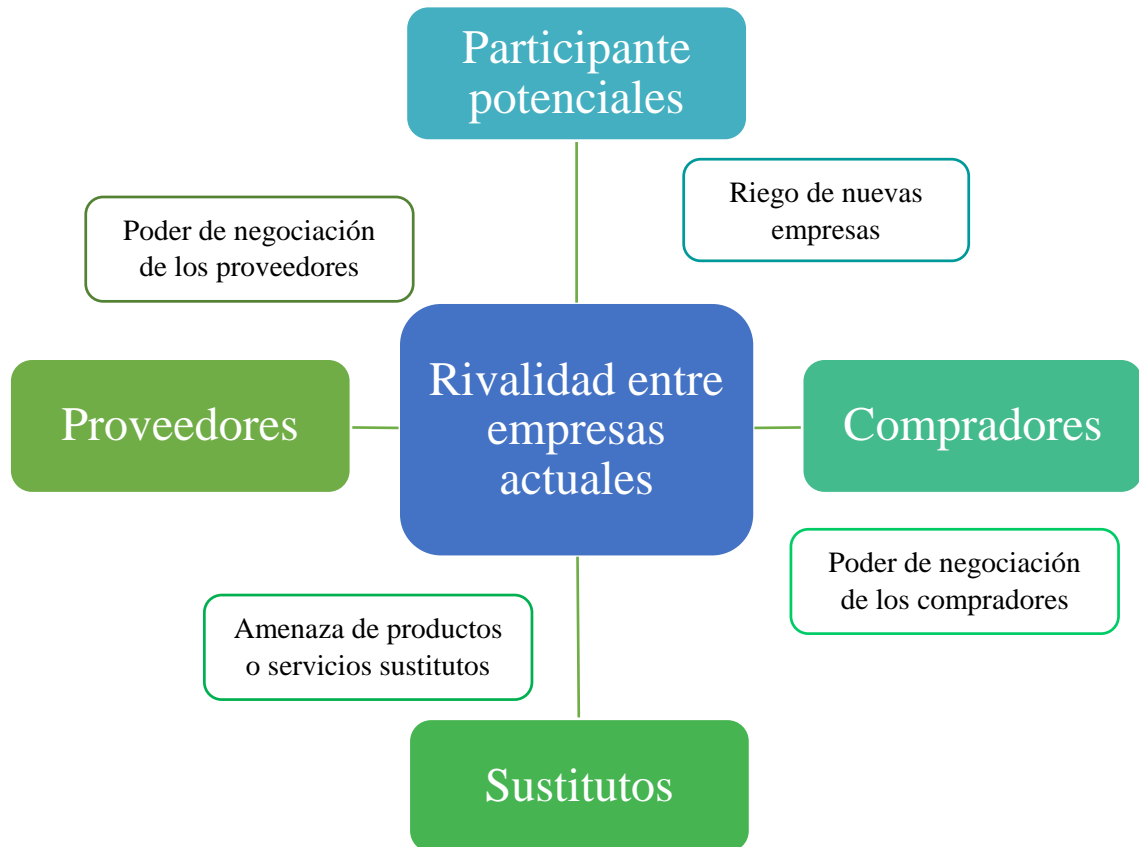 Participante
potenciales
Riego de nuevas
empresas
Poder de negociación
de los proveedores
Proveedores
Rivalidad entre
empresas
actuales
Compradores
Poder de negociación
de los compradores
Amenaza de productos
o servicios sustitutos
Sustitutos